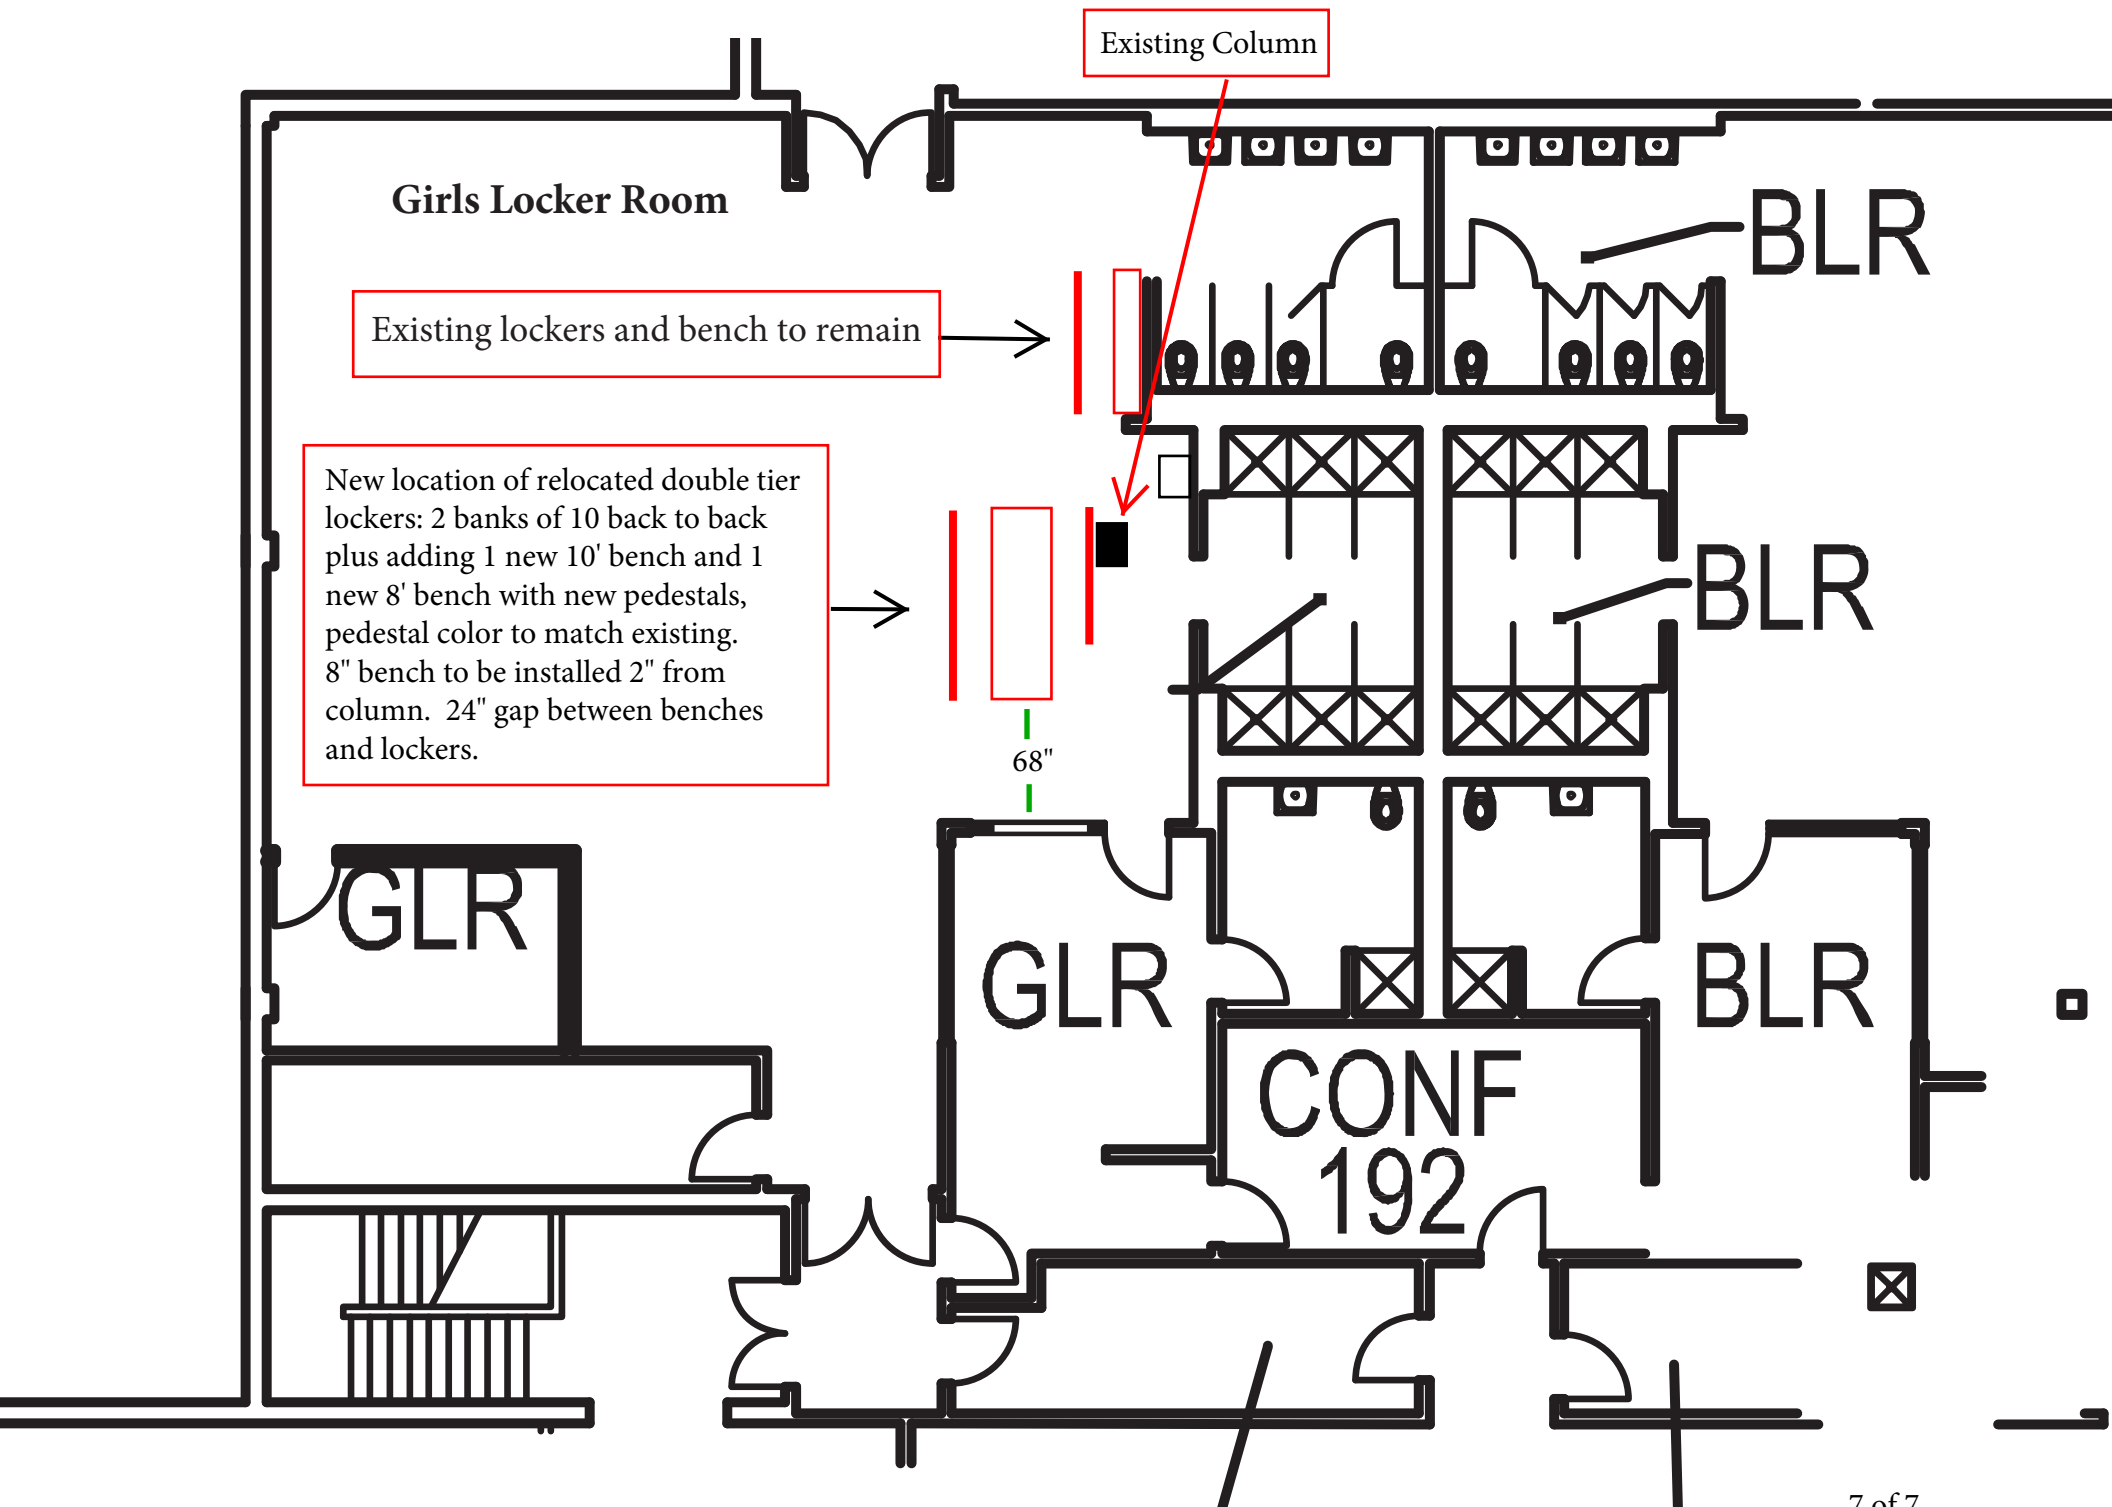 Existing Column
Girls Locker Room
BLR
Existing lockers and bench to remain
New location of relocated double tier
lockers: 2 banks of 10 back to back
plus adding 1 new 10' bench and 1
new 8' bench with new pedestals,
pedestal color to match existing.
8" bench to be installed 2" from
column.  24" gap between benches
and lockers.
BLR
68"
GLR
GLR
BLR
CONF
192
7 of 7